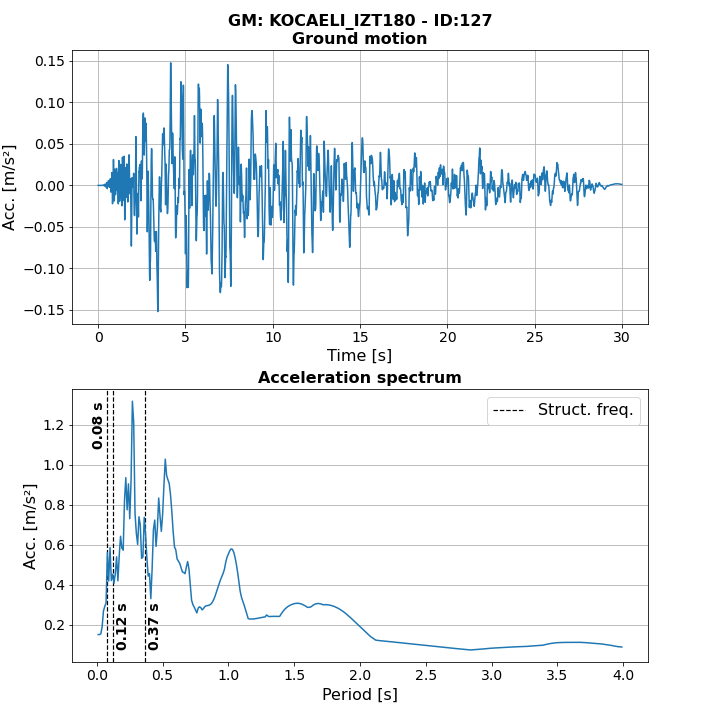 GM: KOCAELI_IZT180 - ID:127
Ground motion
0.15
0.10
0.05
0.00
−0.05
−0.10
−0.15
Acc. [m/s²]
0
5
10
15
20
25
30
Time [s]
Acceleration spectrum
Struct. freq.
1.2
1.0
0.8
0.6
0.4
0.2
Acc. [m/s²]
0.08 s
0.12 s
0.37 s
0.0
0.5
1.0
1.5
2.0
2.5
3.0
3.5
4.0
Period [s]